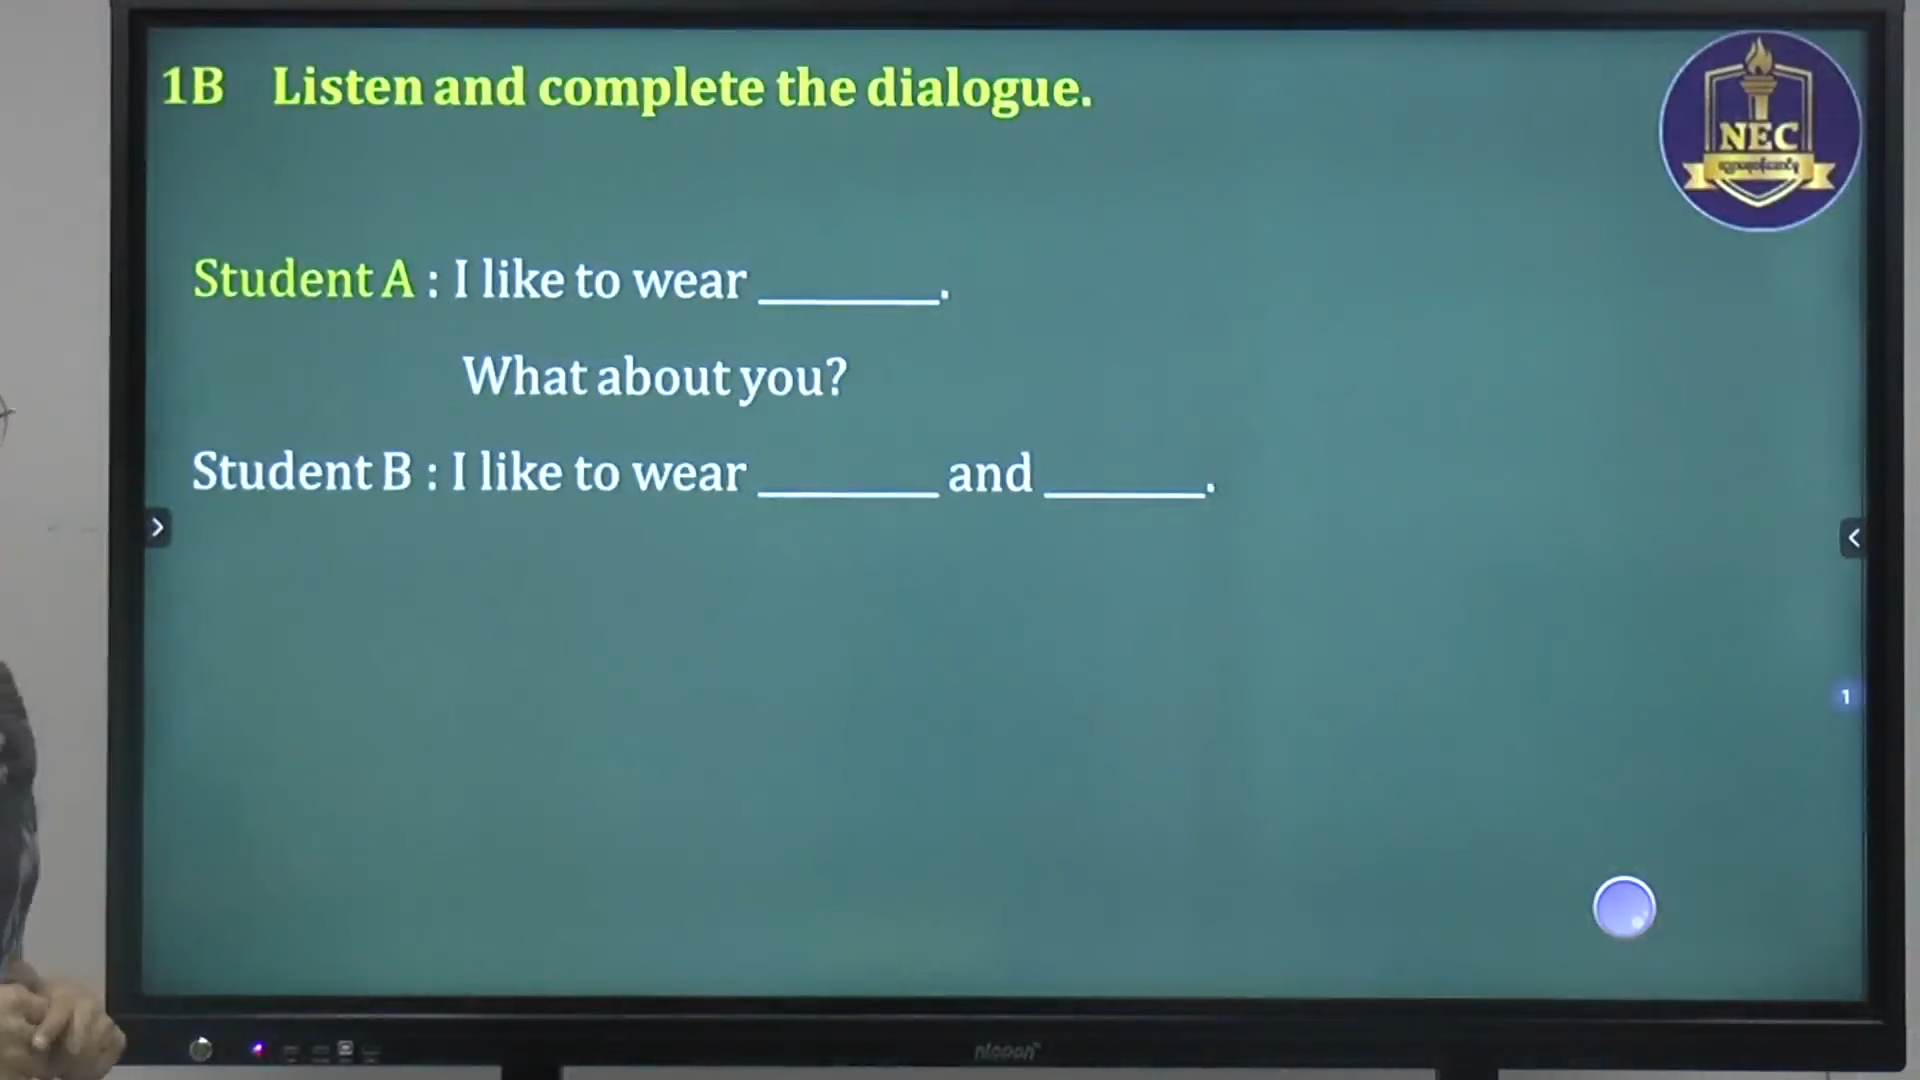 1B Listen and complete the dialogue.
NEC
Student A : I like to wear ________.
What about you?
Student B : I like to wear ________ and _______.
1